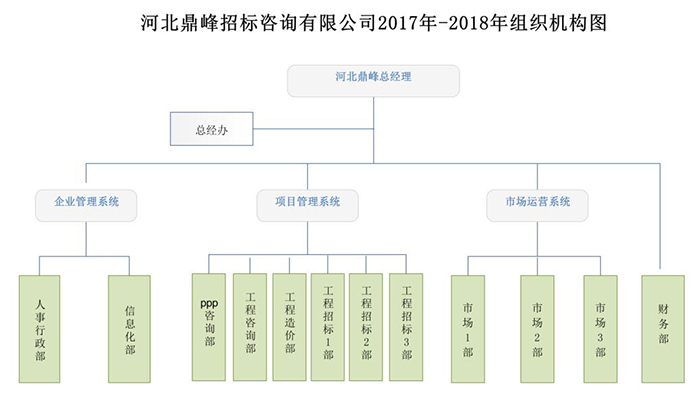 河北鼎峰招标咨询有限公司2017年-2018年组织机构图
河北鼎峰总经理
总经办
企业管理系统
项目管理系统
市场运营系统
人事行政部
信息化部
ppp咨询部
工程咨询部
工程造价部
工程招标1部
工程招标2部
工程招标3部
市场1部
市场2部
市场3部
财务部